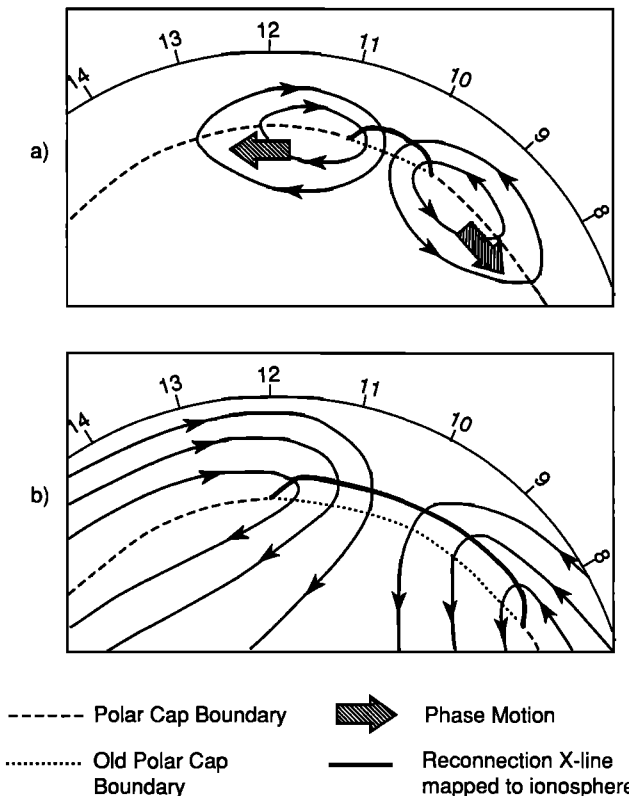 14 13 12 11 10 9 8
a)
14 13 12 11 10 9 8
b)
Polar Cap Boundary
Phase Motion
Old Polar Cap
Boundary
Reconnection X-line
mapped to ionosphere